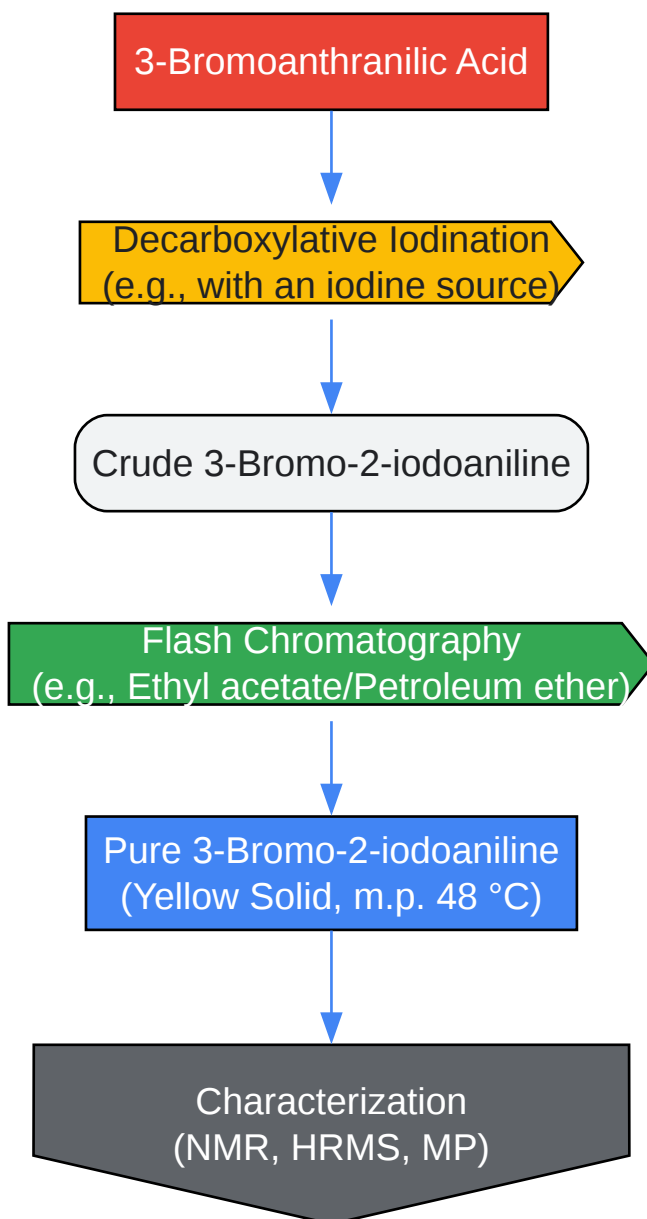 3-Bromoanthranilic Acid
Decarboxylative Iodination
(e.g., with an iodine source)
Crude 3-Bromo-2-iodoaniline
Flash Chromatography
(e.g., Ethyl acetate/Petroleum ether)
Pure 3-Bromo-2-iodoaniline
(Yellow Solid, m.p. 48 °C)
Characterization
(NMR, HRMS, MP)